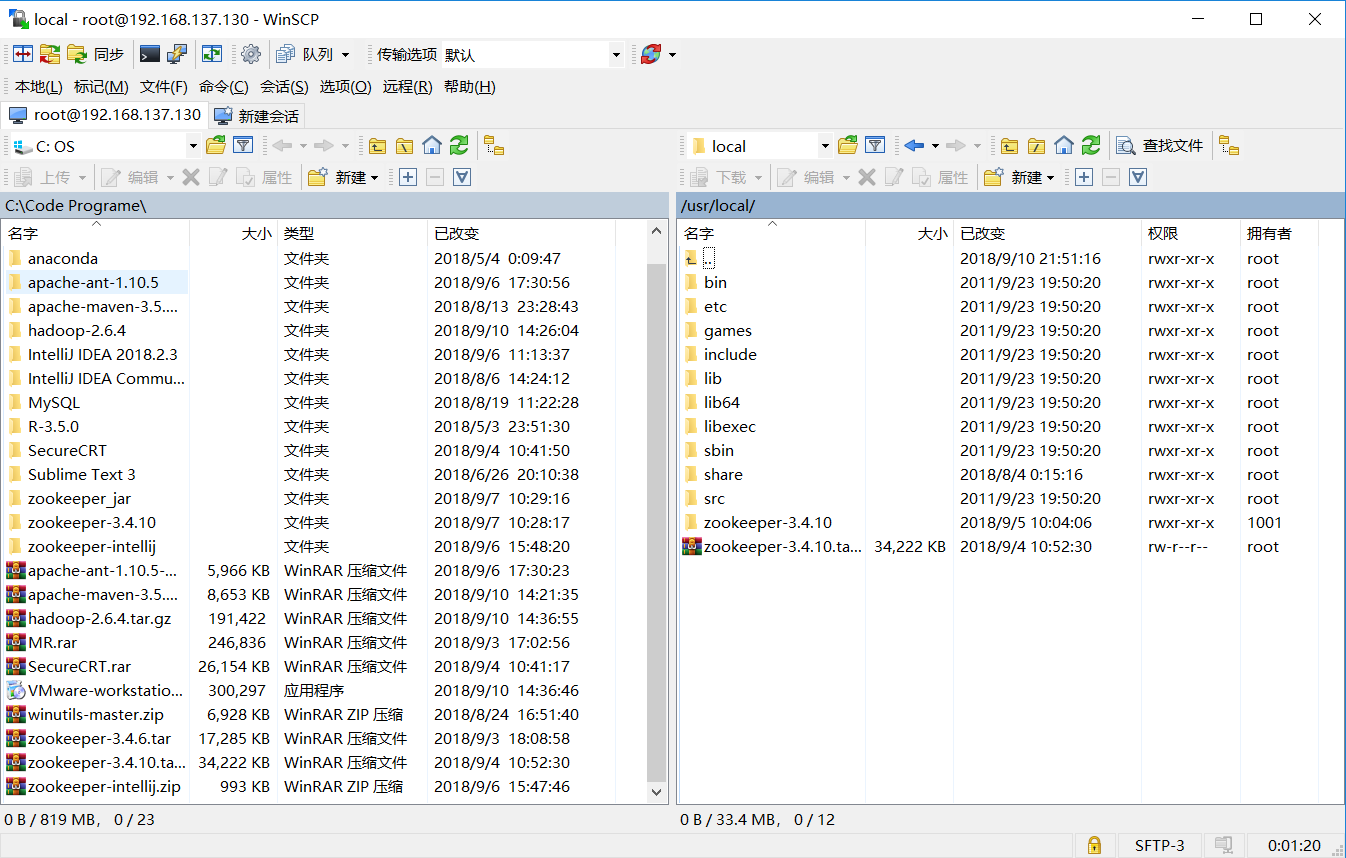 local - root@192.168.137.130 - WinSCP
同步 队列 传输选项 默认
本地(L) 标记(M) 文件(F) 命令(C) 会话(S) 选项(O) 远程(R) 帮助(H)
root@192.168.137.130 新建会话
C: OS local 查找文件
上传 编辑 属性 新建 下载 编辑 属性 新建
C:\Code Programe\ /usr/local/
名字 大小 类型 已改变 名字 大小 已改变 权限 拥有者
anaconda 文件夹 2018/5/4 0:09:47 .. 2018/9/10 21:51:16 rwxr-xr-x root
apache-ant-1.10.5 文件夹 2018/9/6 17:30:56 bin 2011/9/23 19:50:20 rwxr-xr-x root
apache-maven-3.5.... 文件夹 2018/8/13 23:28:43 etc 2011/9/23 19:50:20 rwxr-xr-x root
hadoop-2.6.4 文件夹 2018/9/10 14:26:04 games 2011/9/23 19:50:20 rwxr-xr-x root
IntelliJ IDEA 2018.2.3 文件夹 2018/9/6 11:13:37 include 2011/9/23 19:50:20 rwxr-xr-x root
IntelliJ IDEA Commu... 文件夹 2018/8/6 14:24:12 lib 2011/9/23 19:50:20 rwxr-xr-x root
MySQL 文件夹 2018/8/19 11:22:28 lib64 2011/9/23 19:50:20 rwxr-xr-x root
R-3.5.0 文件夹 2018/5/3 23:51:30 libexec 2011/9/23 19:50:20 rwxr-xr-x root
SecureCRT 文件夹 2018/9/4 10:41:50 sbin 2011/9/23 19:50:20 rwxr-xr-x root
Sublime Text 3 文件夹 2018/6/26 20:10:38 share 2018/8/4 0:15:16 rwxr-xr-x root
zookeeper_jar 文件夹 2018/9/7 10:29:16 src 2011/9/23 19:50:20 rwxr-xr-x root
zookeeper-3.4.10 文件夹 2018/9/7 10:28:17 zookeeper-3.4.10 2018/9/5 10:04:06 rwxr-xr-x 1001
zookeeper-intellij 文件夹 2018/9/6 15:48:20 zookeeper-3.4.10.ta... 34,222 KB 2018/9/4 10:52:30 rw-r--r-- root
apache-ant-1.10.5-... 5,966 KB WinRAR 压缩文件 2018/9/6 17:30:23
apache-maven-3.5.... 8,653 KB WinRAR 压缩文件 2018/9/10 14:21:35
hadoop-2.6.4.tar.gz 191,422 WinRAR 压缩文件 2018/9/10 14:36:55
MR.rar 246,836 WinRAR 压缩文件 2018/9/3 17:02:56
SecureCRT.rar 26,154 KB WinRAR 压缩文件 2018/9/4 10:41:17
VMware-workstatio... 300,297 应用程序 2018/9/10 14:36:46
winutils-master.zip 6,928 KB WinRAR ZIP 压缩 2018/8/24 16:51:40
zookeeper-3.4.6.tar 17,285 KB WinRAR 压缩文件 2018/9/3 18:08:58
zookeeper-3.4.10.ta... 34,222 KB WinRAR 压缩文件 2018/9/4 10:52:30
zookeeper-intellij.zip 993 KB WinRAR ZIP 压缩 2018/9/6 15:47:46
0 B / 819 MB， 0 / 23 0 B / 33.4 MB， 0 / 12
SFTP-3 0:01:20